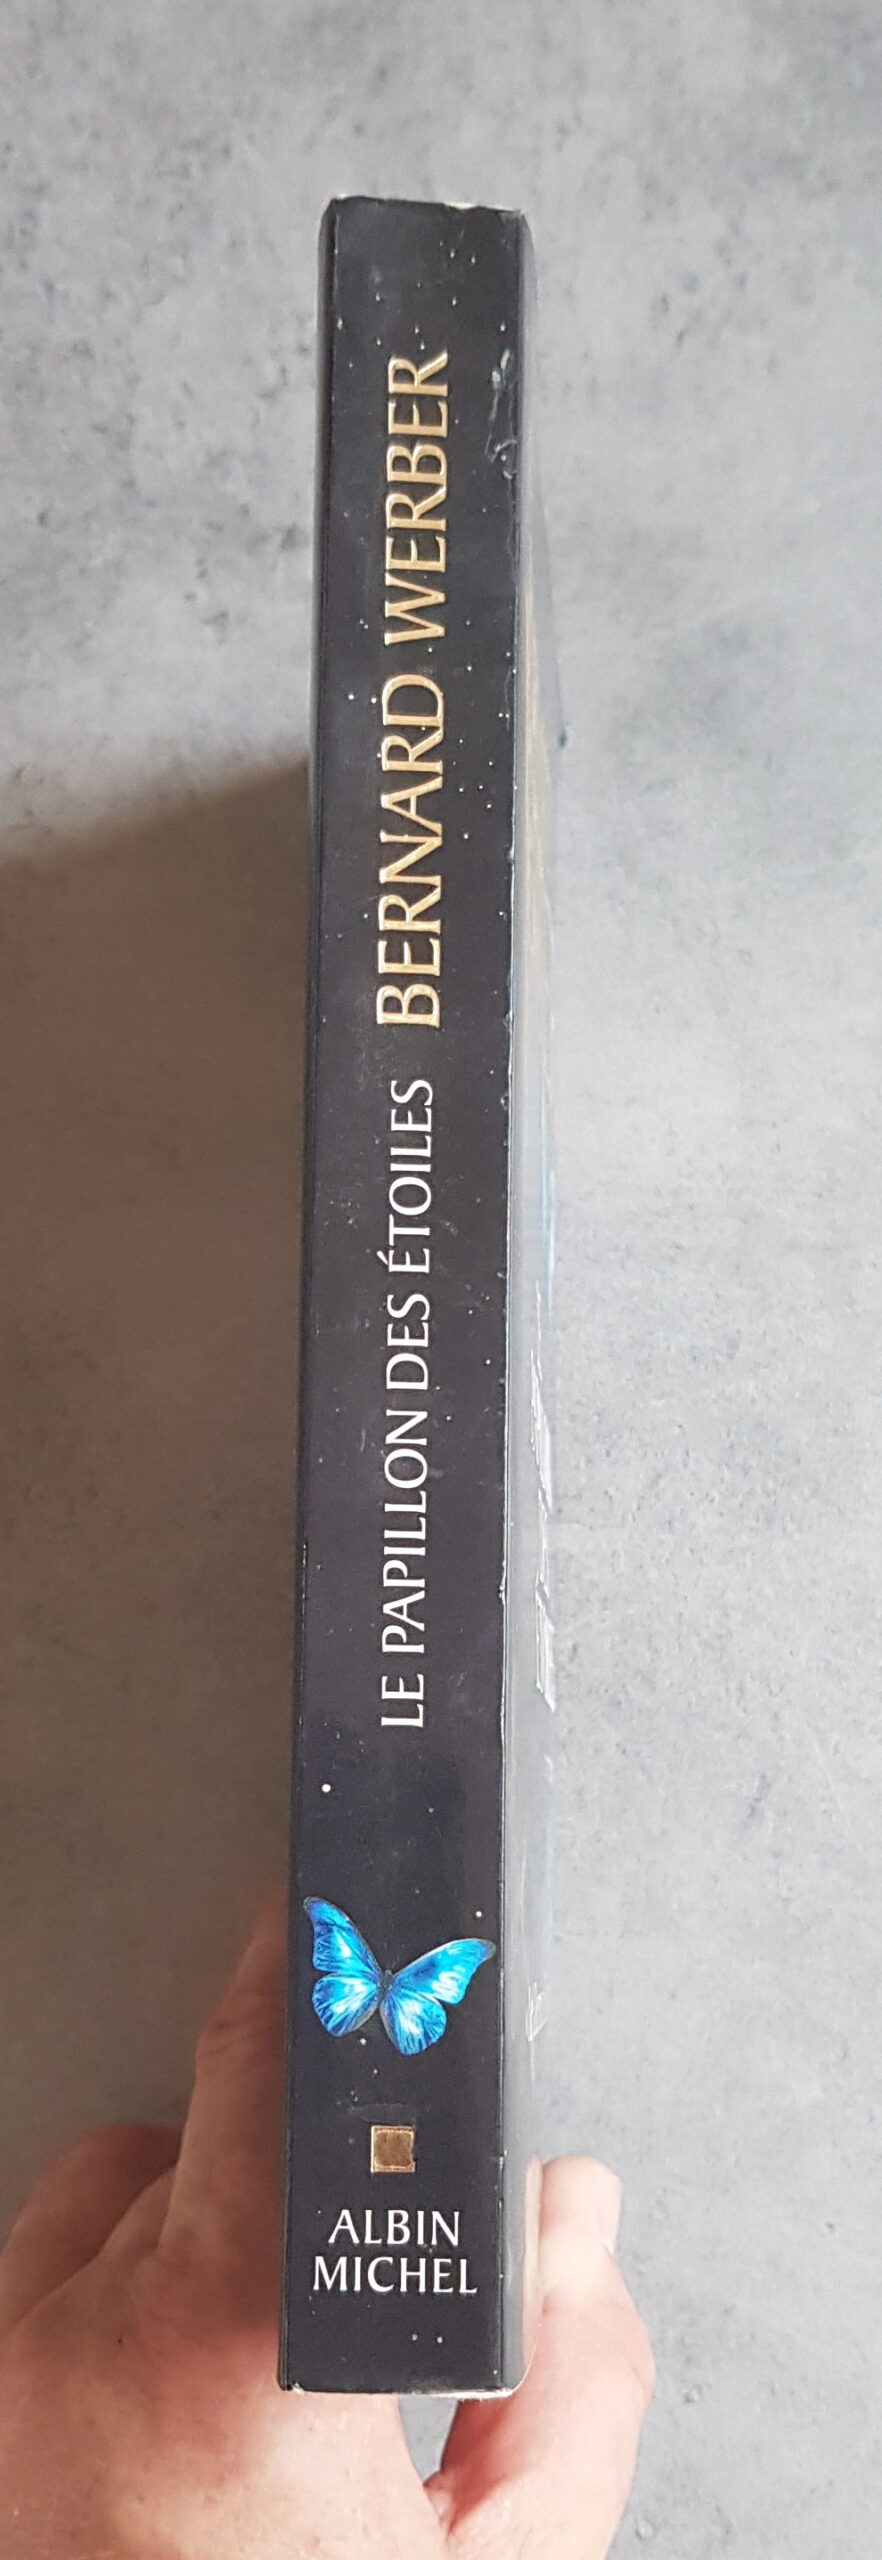 LE PAPILLON DES ÉTOILES BERNARD WERBER
ALBIN
MICHEL